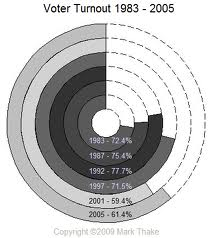 Voter Turnout 1983 - 2005
1983 - 72.4%
1987 - 75.4%
1992 - 77.7%
1997 - 71.5%
2001 - 59.4%
2005 - 61.4%
Copyright ©2009 Mark Thake